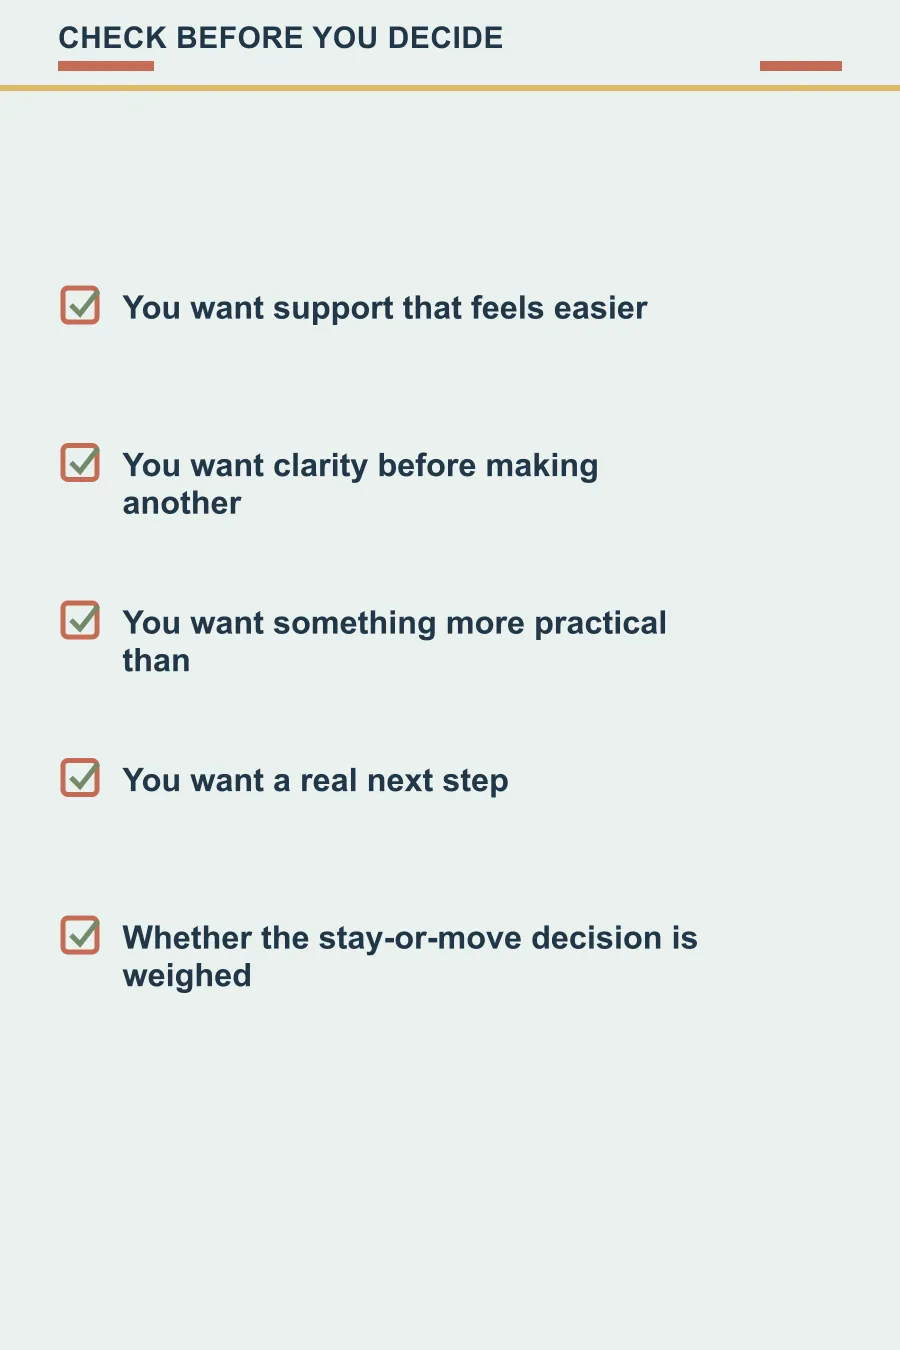 CHECK BEFORE YOU DECIDE
You want support that feels easier
You want clarity before making
another
You want something more practical
than
You want a real next step
Whether the stay-or-move decision is
weighed